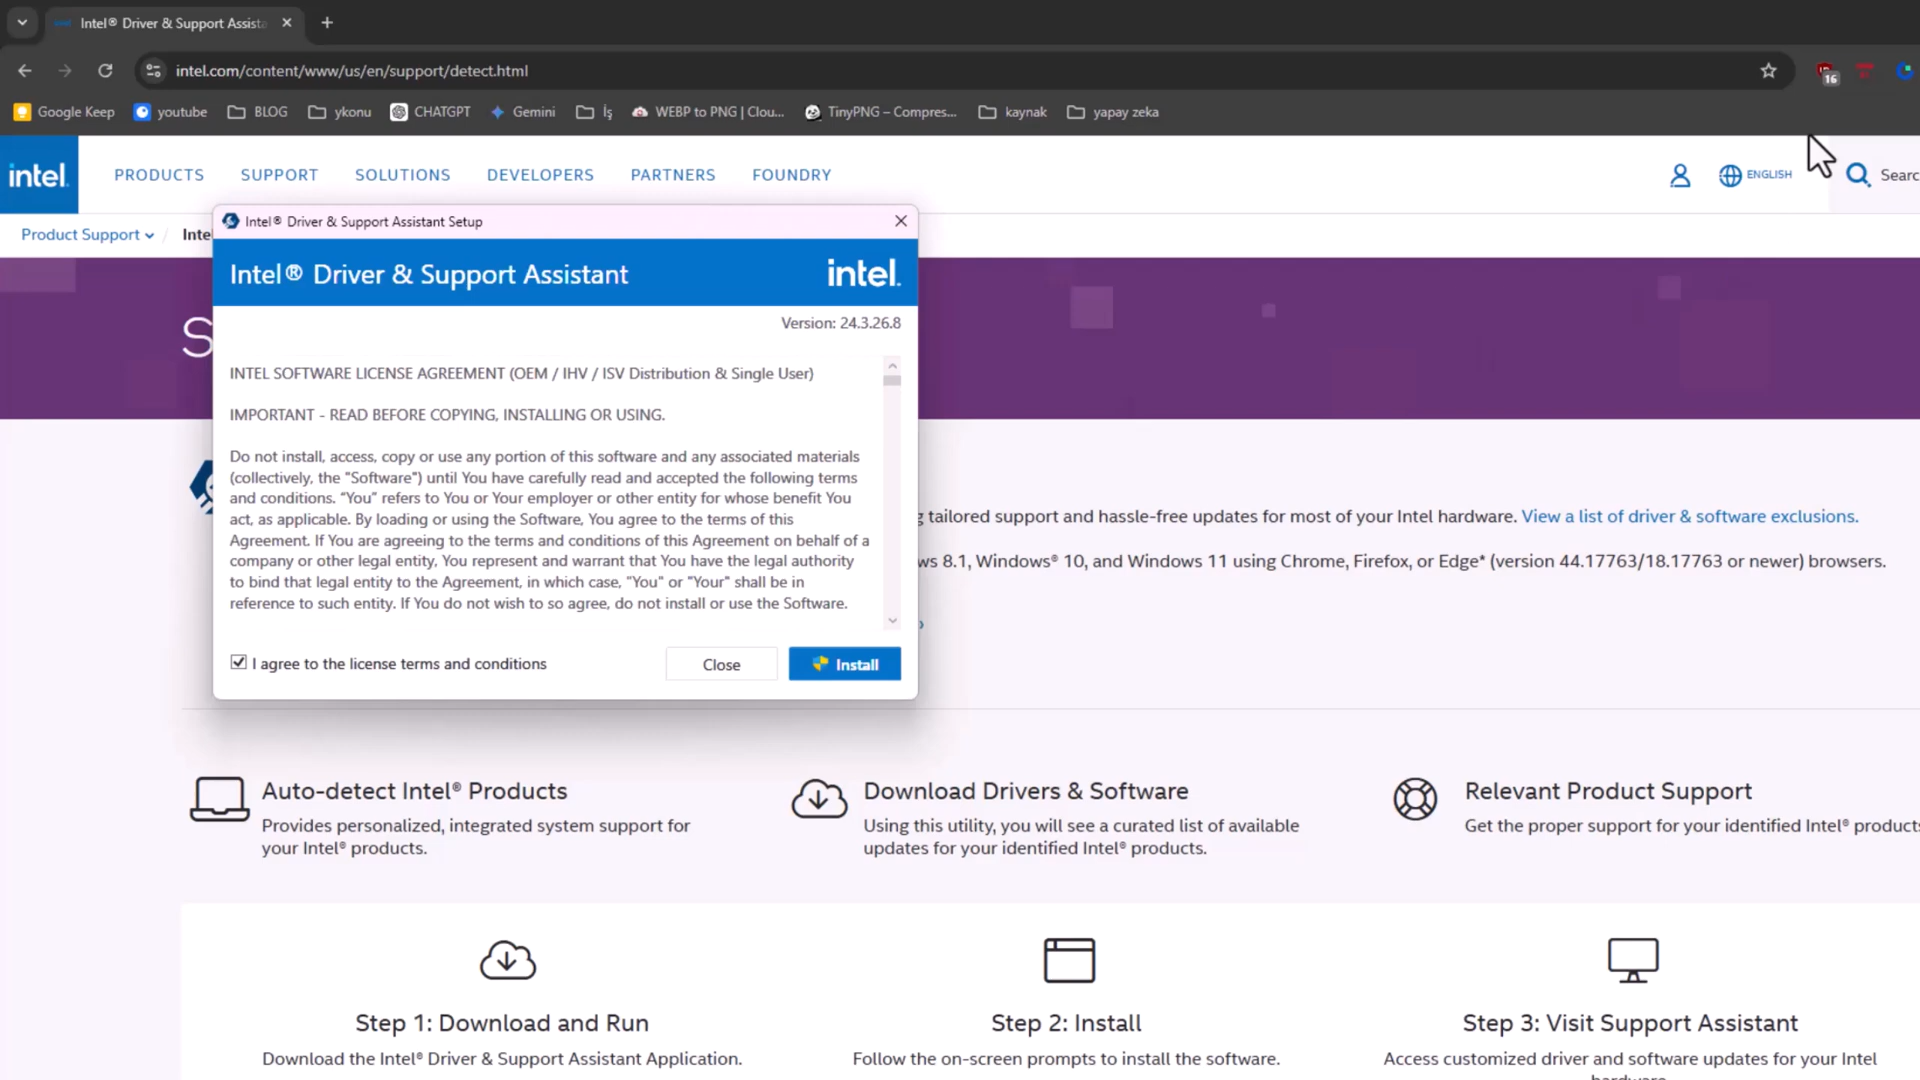 Intel® Driver & Support Assista
intel.com/content/www/us/en/support/detect.html
16
Google Keep
youtube
BLOG
ykonu
CHATGPT
Gemini
İş
WEBP to PNG | Clou...
TinyPNG – Compres...
kaynak
yapay zeka
intel.
PRODUCTS
SUPPORT
SOLUTIONS
DEVELOPERS
PARTNERS
FOUNDRY
ENGLISH
Searc
Product Support
/
Inte
Intel® Driver & Support Assistant Setup
Intel® Driver & Support Assistant
intel.
S
Version: 24.3.26.8
INTEL SOFTWARE LICENSE AGREEMENT (OEM / IHV / ISV Distribution & Single User)
IMPORTANT - READ BEFORE COPYING, INSTALLING OR USING.
Do not install, access, copy or use any portion of this software and any associated materials
(collectively, the "Software") until You have carefully read and accepted the following terms
and conditions. “You” refers to You or Your employer or other entity for whose benefit You
act, as applicable. By loading or using the Software, You agree to the terms of this
Agreement. If You are agreeing to the terms and conditions of this Agreement on behalf of a
company or other legal entity, You represent and warrant that You have the legal authority
to bind that legal entity to the Agreement, in which case, "You" or "Your" shall be in
reference to such entity. If You do not wish to so agree, do not install or use the Software.
g tailored support and hassle-free updates for most of your Intel hardware. View a list of driver & software exclusions.
ws 8.1, Windows® 10, and Windows 11 using Chrome, Firefox, or Edge* (version 44.17763/18.17763 or newer) browsers.
I agree to the license terms and conditions
Close
Install
Auto-detect Intel® Products
Provides personalized, integrated system support for
your Intel® products.
Download Drivers & Software
Using this utility, you will see a curated list of available
updates for your identified Intel® products.
Relevant Product Support
Get the proper support for your identified Intel® products
Step 1: Download and Run
Download the Intel® Driver & Support Assistant Application.
Step 2: Install
Follow the on-screen prompts to install the software.
Step 3: Visit Support Assistant
Access customized driver and software updates for your Intel
hardware.